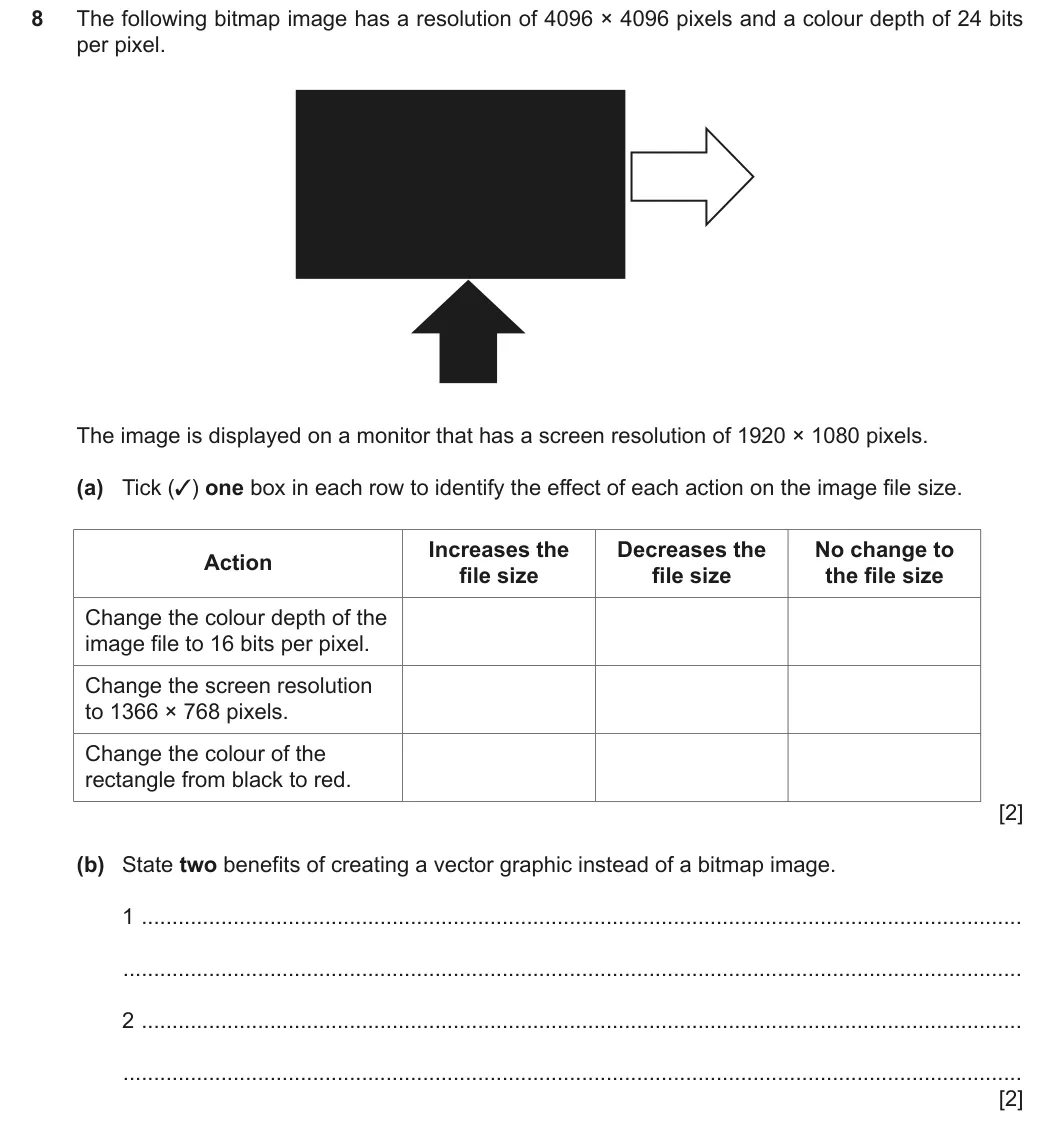 8 The following bitmap image has a resolution of 4096 × 4096 pixels and a colour depth of 24 bits
per pixel.
The image is displayed on a monitor that has a screen resolution of 1920 × 1080 pixels.
(a) Tick (✓) one box in each row to identify the effect of each action on the image file size.
Action
Increases the
file size
Decreases the
file size
No change to
the file size
Change the colour depth of the
image file to 16 bits per pixel.
Change the screen resolution
to 1366 × 768 pixels.
Change the colour of the
rectangle from black to red.
[2]
(b) State two benefits of creating a vector graphic instead of a bitmap image.
1 ................................................................................................................................................
...................................................................................................................................................
2 ................................................................................................................................................
...................................................................................................................................................
[2]